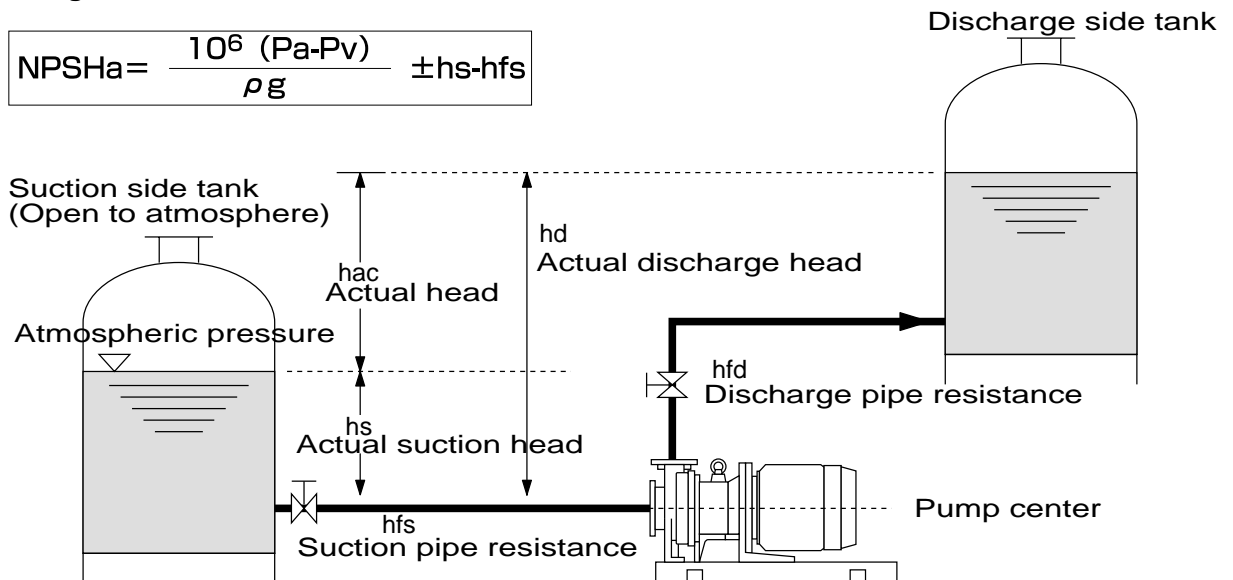 Discharge side tank
NPSHa= 10⁶ (Pa-Pv) / ρg ±hs-hfs
Suction side tank
(Open to atmosphere)
hd
Actual discharge head
hac
Actual head
Atmospheric pressure
hfd
Discharge pipe resistance
hs
Actual suction head
Pump center
hfs
Suction pipe resistance